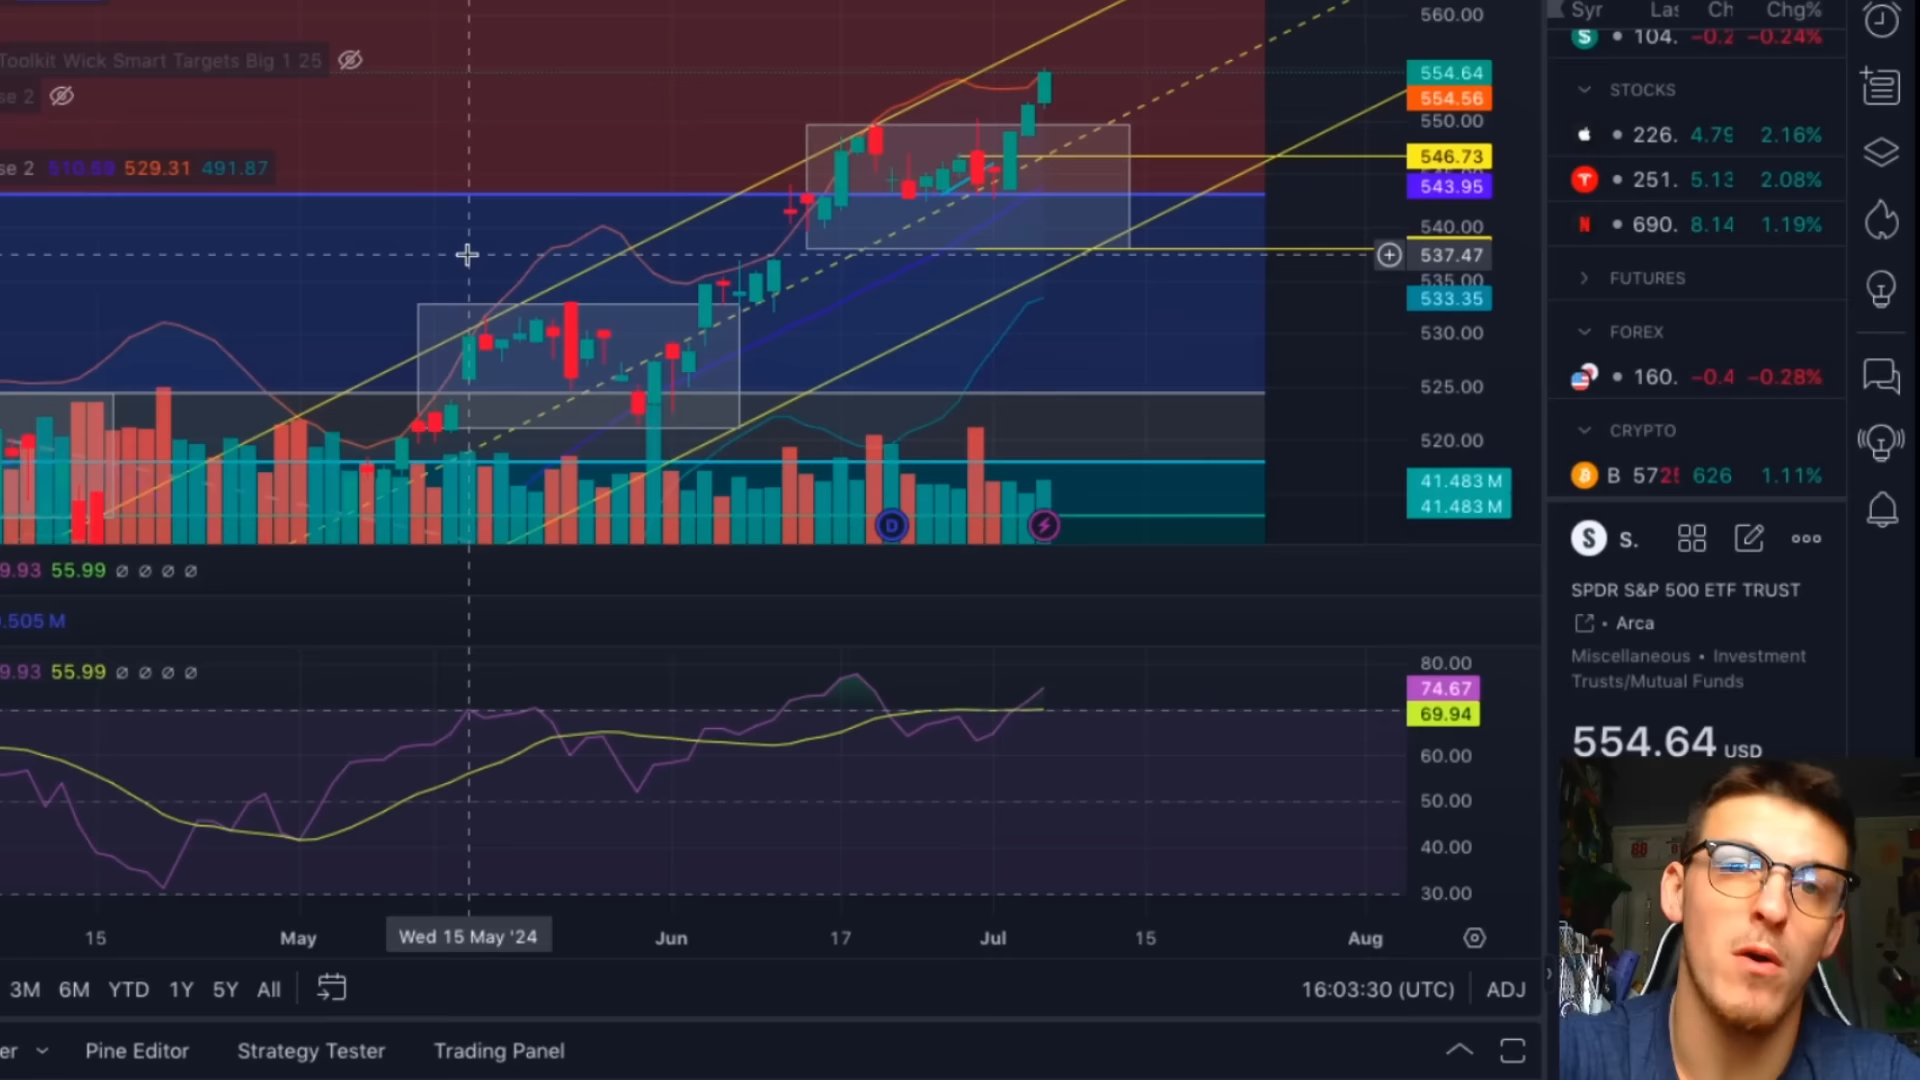 560.00
Syr Las Ch Chg%
104. −0.2 −0.24%
Toolkit Wick Smart Targets Big 1 25
554.64
se 2
554.56
STOCKS
550.00
226. 4.79 2.16%
546.73
se 2 510.59 529.31 491.87
543.95
251. 5.13 2.08%
540.00
690. 8.14 1.19%
537.47
535.00
FUTURES
533.35
530.00
FOREX
525.00
160. −0.4 −0.28%
520.00
CRYPTO
41.483 M
B 572 626 1.11%
41.483 M
D
S S.
9.93 55.99 ∅ ∅ ∅ ∅
SPDR S&P 500 ETF TRUST
.505 M
• Arca
9.93 55.99 ∅ ∅ ∅ ∅
80.00
Miscellaneous • Investment
Trusts/Mutual Funds
74.67
69.94
554.64 USD
60.00
50.00
40.00
30.00
15 May Wed 15 May '24 Jun 17 Jul 15 Aug
3M 6M YTD 1Y 5Y All
16:03:30 (UTC) ADJ
er Pine Editor Strategy Tester Trading Panel